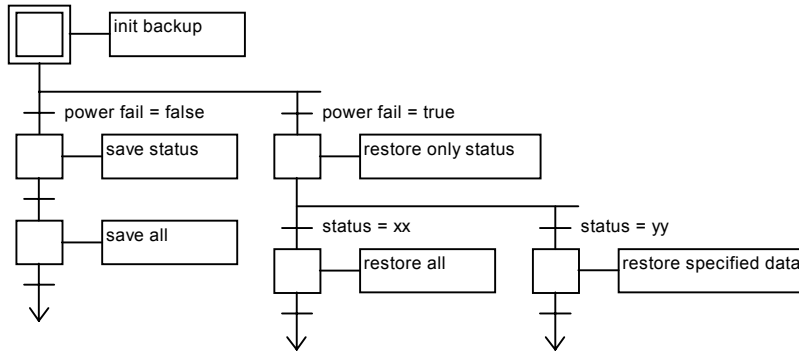 init backup
power fail = false
power fail = true
save status
restore only status
status = xx
status = yy
save all
restore all
restore specified data